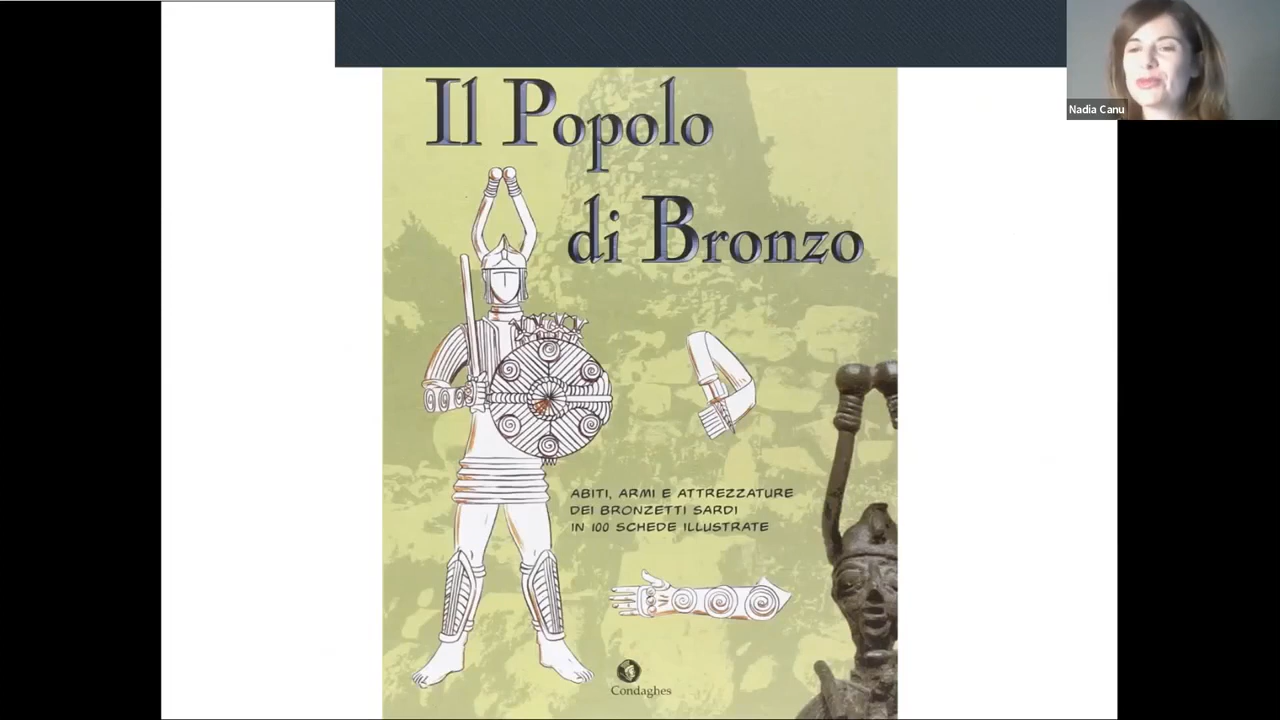 Il Popolo
di Bronzo
ABITI, ARMI E ATTREZZATURE
DEI BRONZETTI SARDI
IN 100 SCHEDE ILLUSTRATE
Condaghes
Nadia Canu